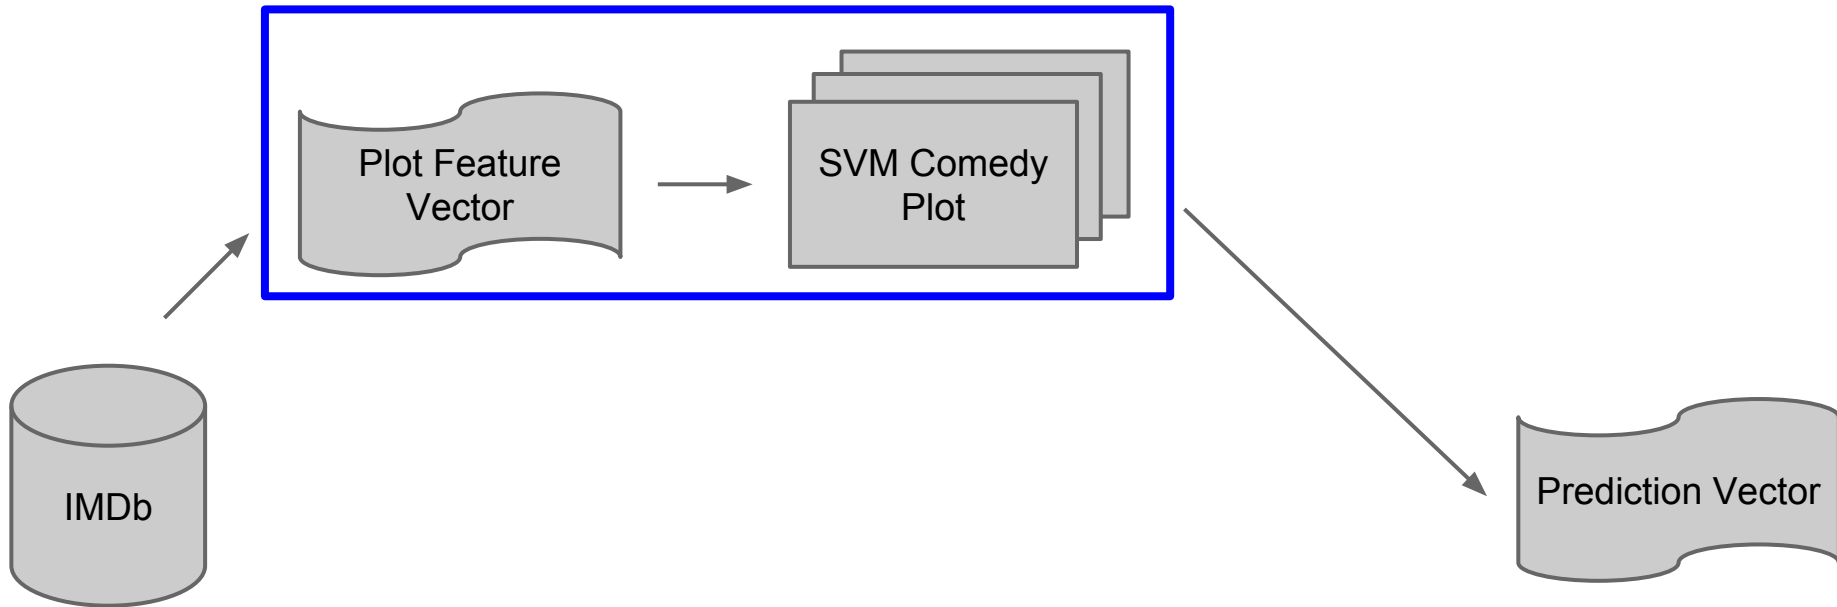 Plot Feature
Vector
SVM Comedy
Plot
IMDb
Prediction Vector